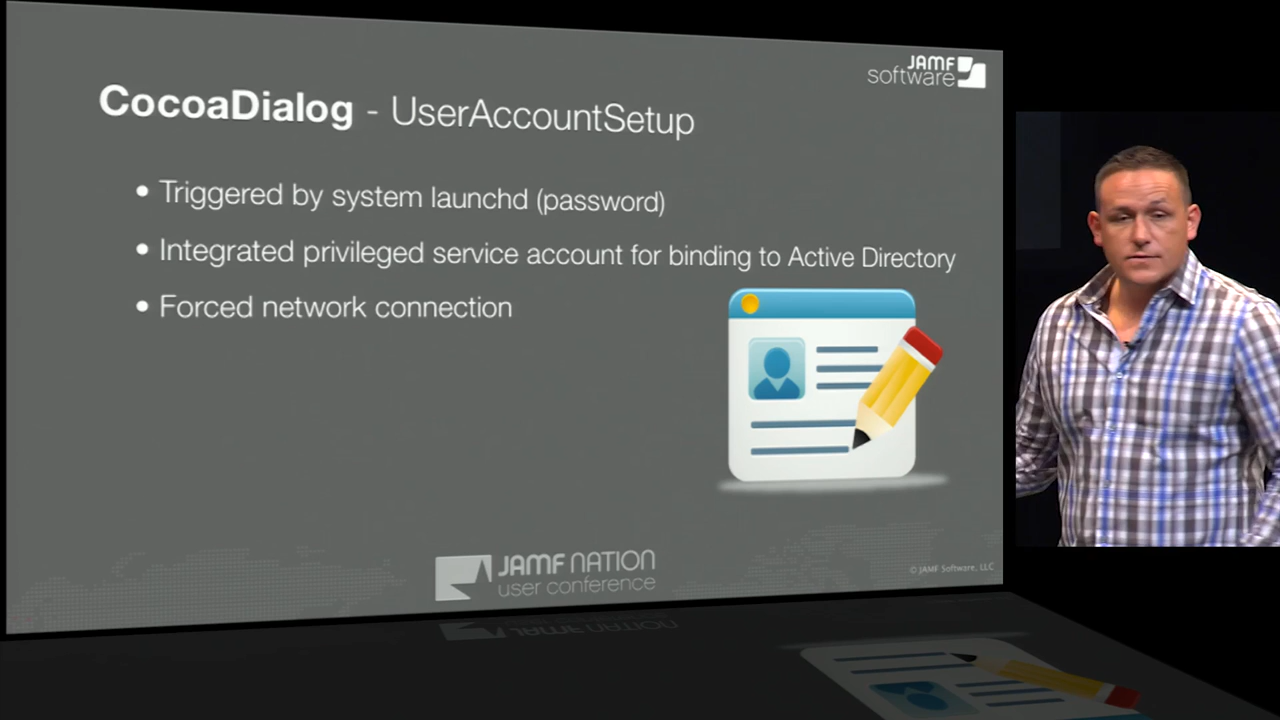 JAMF
software
CocoaDialog - UserAccountSetup
• Triggered by system launchd (password)
• Integrated privileged service account for binding to Active Directory
• Forced network connection
JAMF NATION
user conference
© JAMF Software, LLC